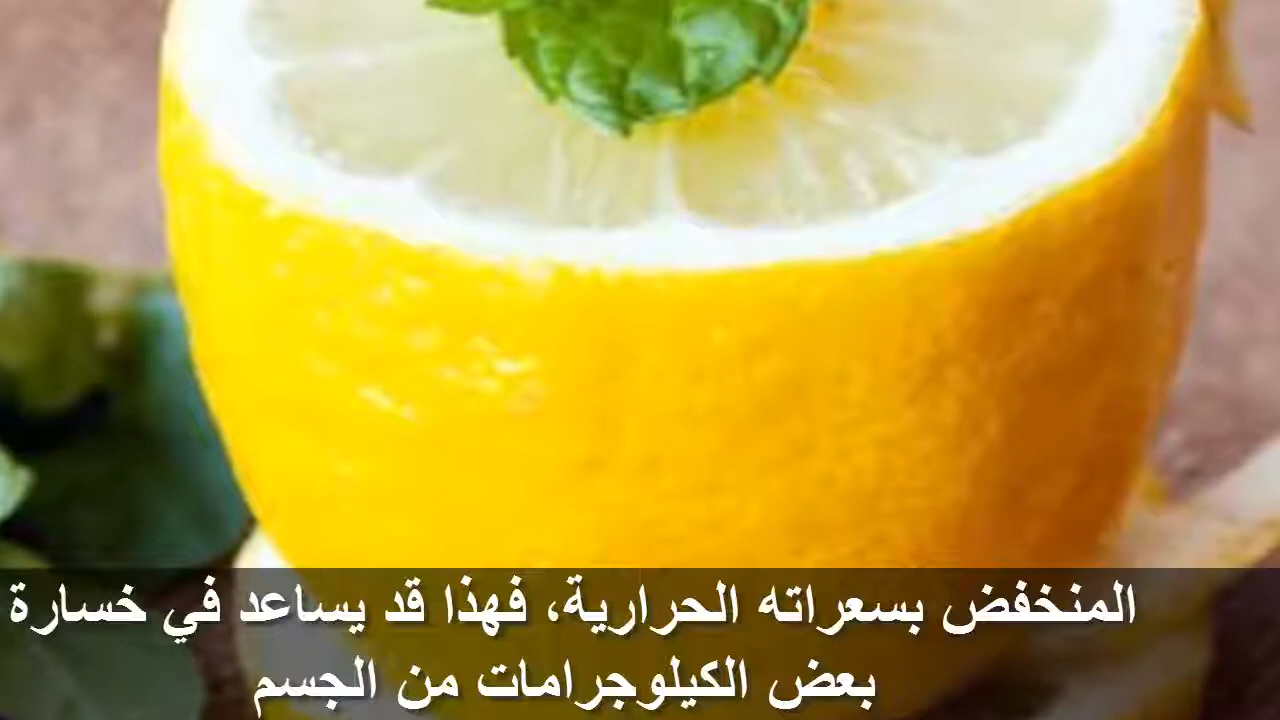 المنخفض بسعراته الحرارية، فهذا قد يساعد في خسارة
بعض الكيلوجرامات من الجسم